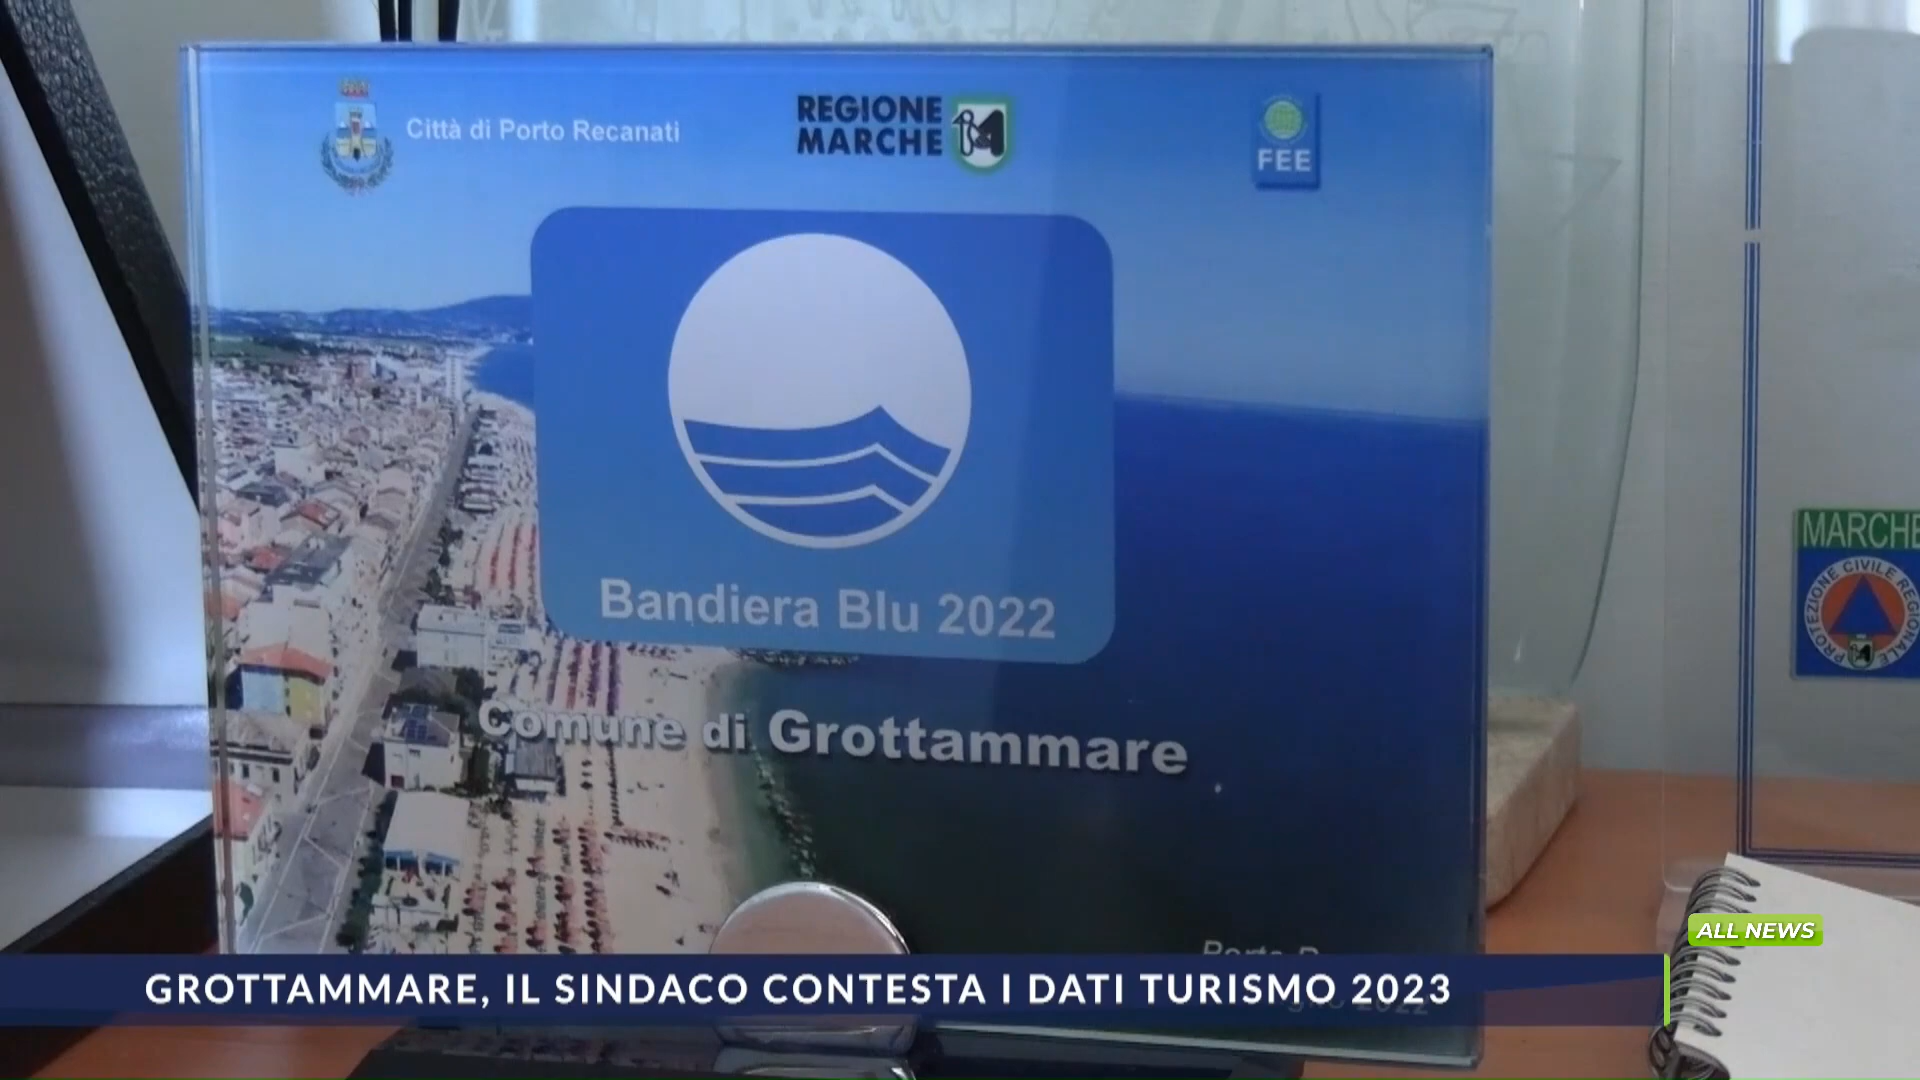 Città di Porto Recanati
REGIONE
MARCHE
FEE
Bandiera Blu 2022
Comune di Grottammare
MARCHE
PROTEZIONE CIVILE REGIONALE
ALL NEWS
GROTTAMMARE, IL SINDACO CONTESTA I DATI TURISMO 2023
2022